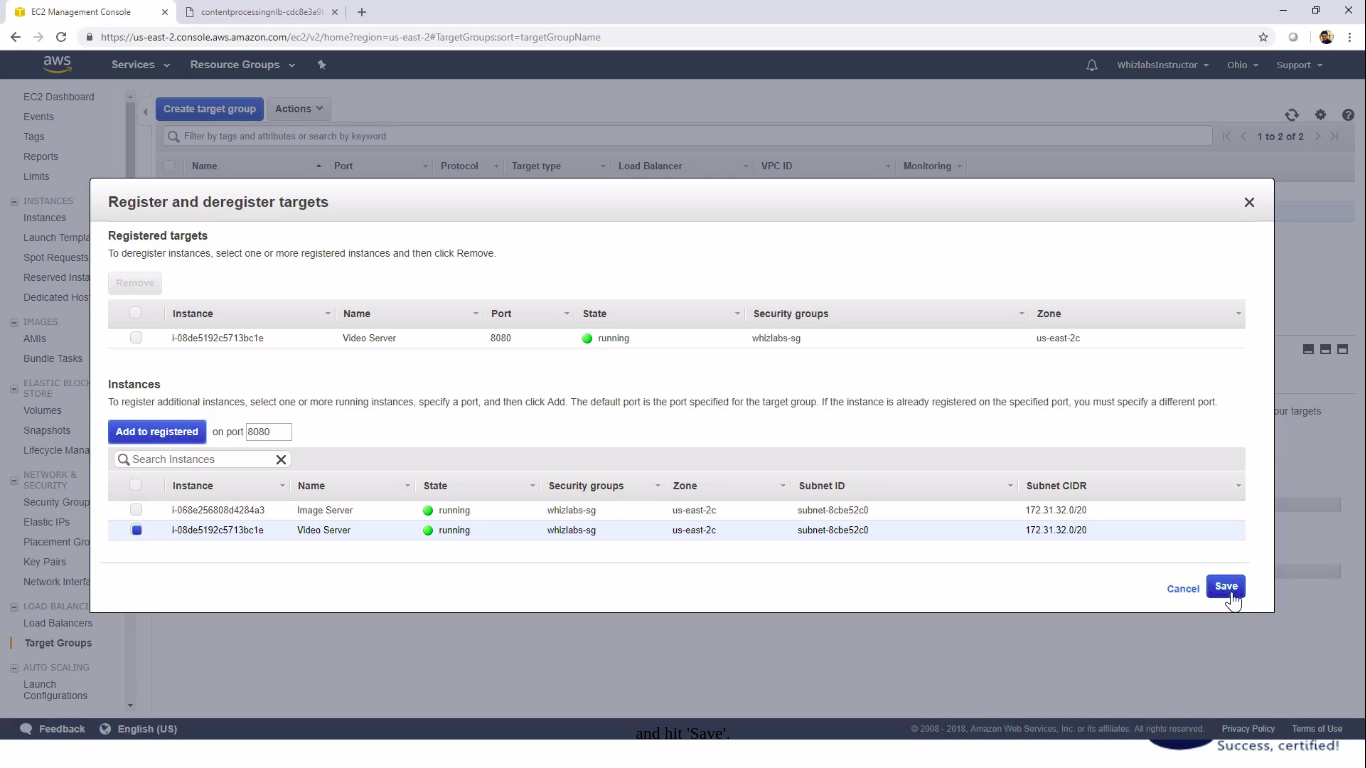 EC2 Management Console
contentprocessingnlb-cdc8e3a9
https://us-east-2.console.aws.amazon.com/ec2/v2/home?region=us-east-2#TargetGroups:sort=targetGroupName
aws Services Resource Groups WhizlabsInstructor Ohio Support
EC2 Dashboard
Events
Tags
Reports
Limits
INSTANCES
Instances
Launch Templa
Spot Requests
Reserved Insta
Dedicated Hos
IMAGES
AMIs
Bundle Tasks
ELASTIC BLOCK
STORE
Volumes
Snapshots
Lifecycle Mana
NETWORK &
SECURITY
Security Group
Elastic IPs
Placement Gro
Key Pairs
Network Interfa
LOAD BALANCI
Load Balancers
Target Groups
AUTO SCALING
Launch
Configurations
Create target group Actions
Filter by tags and attributes or search by keyword
1 to 2 of 2
Name Port Protocol Target type Load Balancer VPC ID Monitoring
Register and deregister targets
Registered targets
To deregister instances, select one or more registered instances and then click Remove.
Remove
Instance Name Port State Security groups Zone
i-08de5192c5713bc1e Video Server 8080 running whizlabs-sg us-east-2c
Instances
To register additional instances, select one or more running instances, specify a port, and then click Add. The default port is the port specified for the target group. If the instance is already registered on the specified port, you must specify a different port.
our targets
Add to registered on port 8080
Search Instances
Instance Name State Security groups Zone Subnet ID Subnet CIDR
i-068e256808d4284a3 Image Server running whizlabs-sg us-east-2c subnet-8cbe52c0 172.31.32.0/20
i-08de5192c5713bc1e Video Server running whizlabs-sg us-east-2c subnet-8cbe52c0 172.31.32.0/20
Cancel Save
Feedback English (US)
© 2008 - 2018, Amazon Web Services, Inc. or its affiliates. All rights reserved. Privacy Policy Terms of Use
and hit 'Save'.
Success, certified!